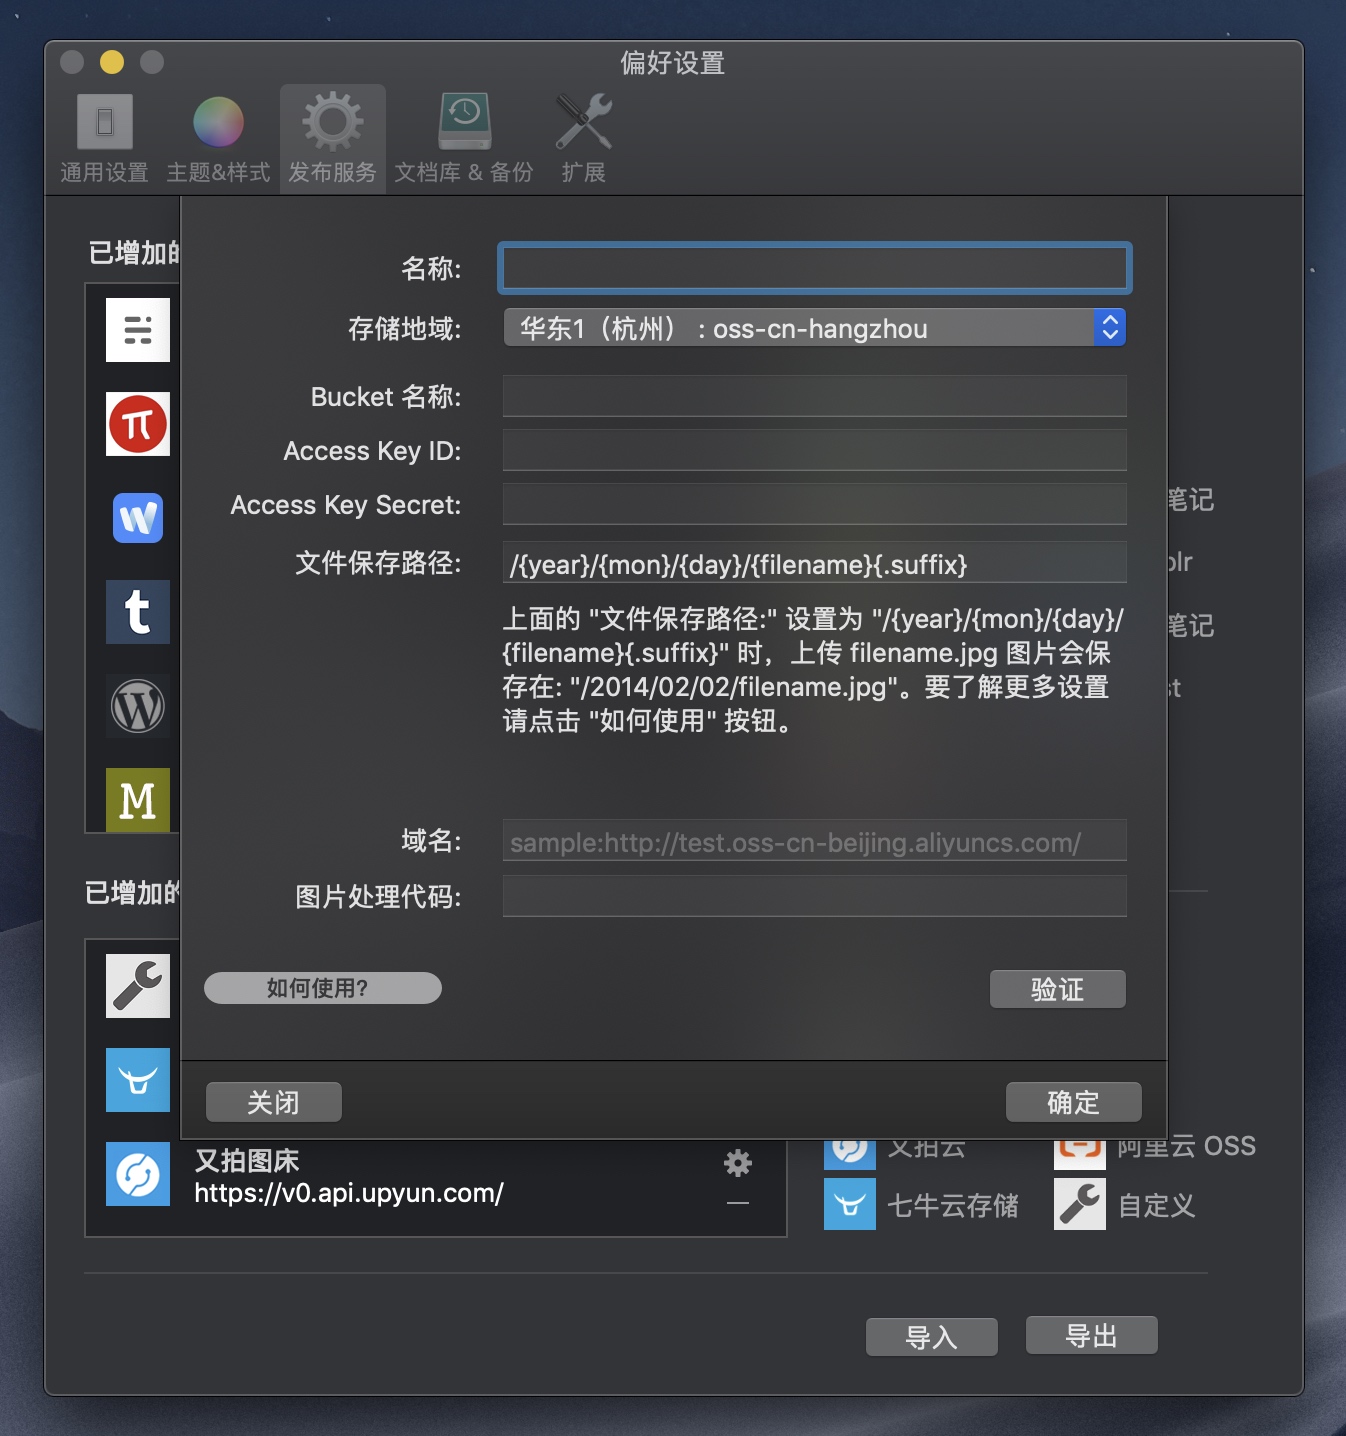 偏好设置
通用设置
主题&样式
发布服务
文档库 & 备份
扩展
已增加的
名称:
存储地域:
华东1（杭州） : oss-cn-hangzhou
Bucket 名称:
Access Key ID:
Access Key Secret:
文件保存路径:
/{year}/{mon}/{day}/{filename}{.suffix}
上面的 "文件保存路径:" 设置为 "/{year}/{mon}/{day}/
{filename}{.suffix}" 时，上传 filename.jpg 图片会保
存在: "/2014/02/02/filename.jpg"。要了解更多设置
请点击 "如何使用" 按钮。
笔记
笔记
域名:
sample:http://test.oss-cn-beijing.aliyuncs.com/
图片处理代码:
已增加的
如何使用?
验证
关闭
确定
又拍图床
https://v0.api.upyun.com/
又拍云
阿里云 OSS
七牛云存储
自定义
导入
导出